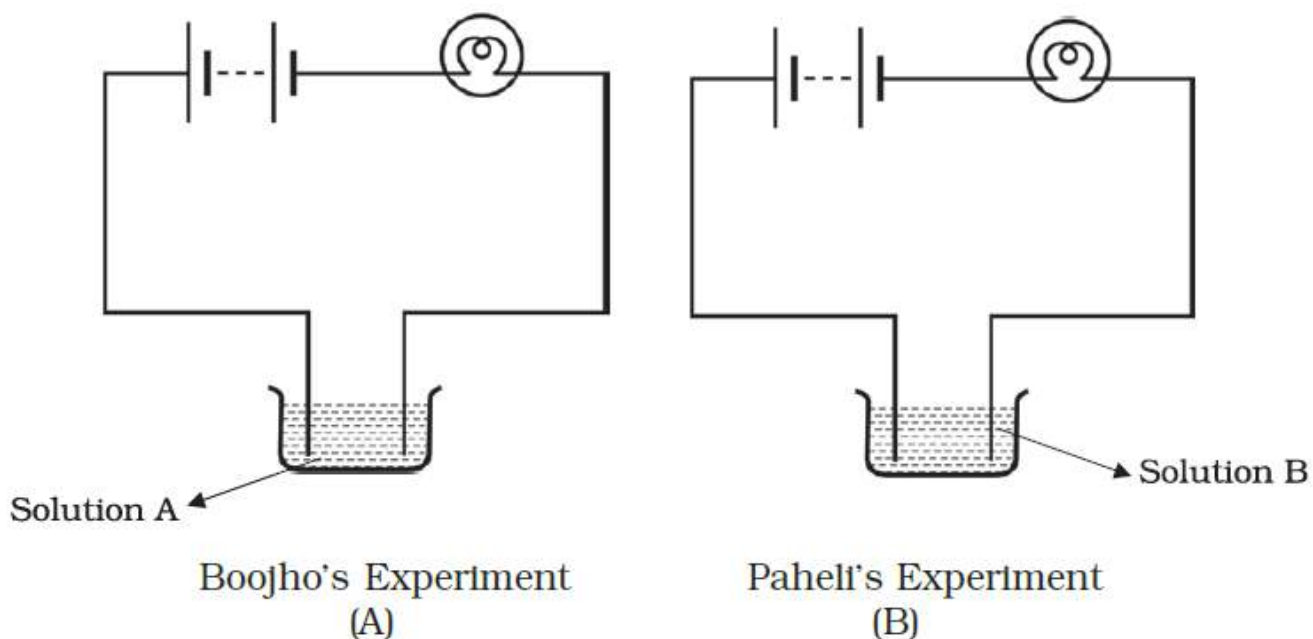 Solution A
Solution B
Boojho's Experiment
(A)
Paheli's Experiment
(B)